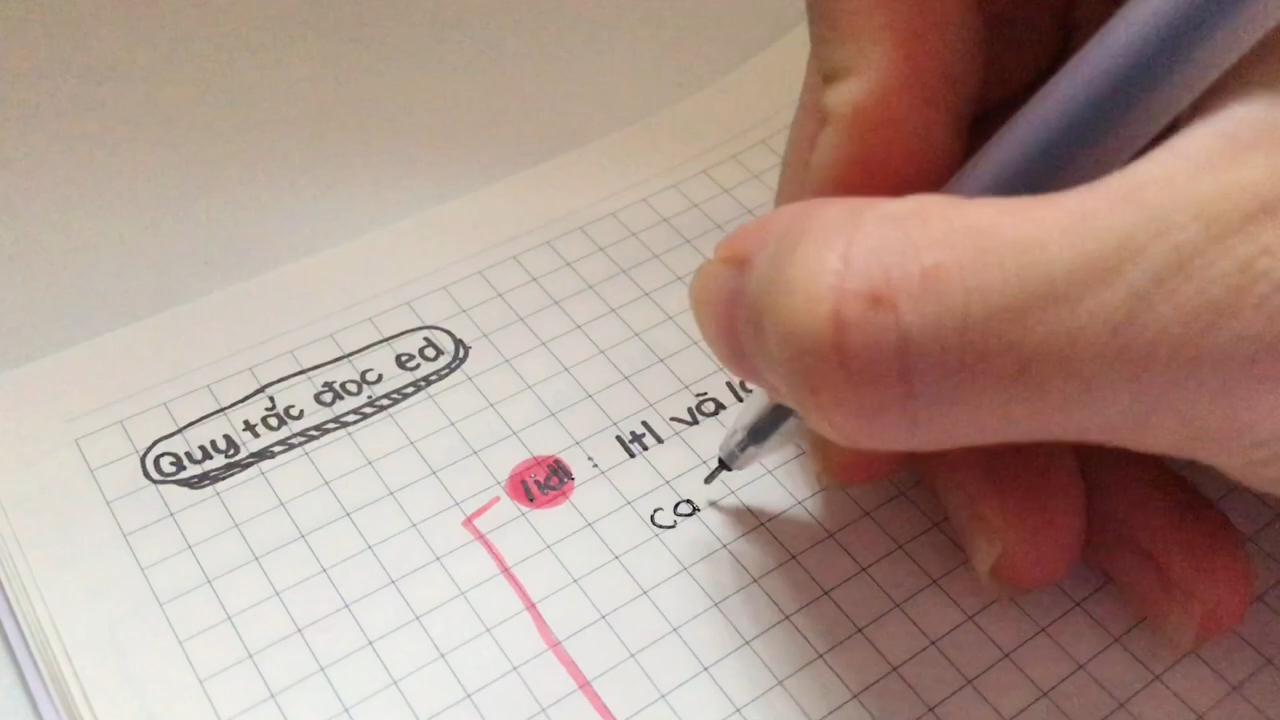 Quy tắc đọc ed
/id/ : /t/ và
ca